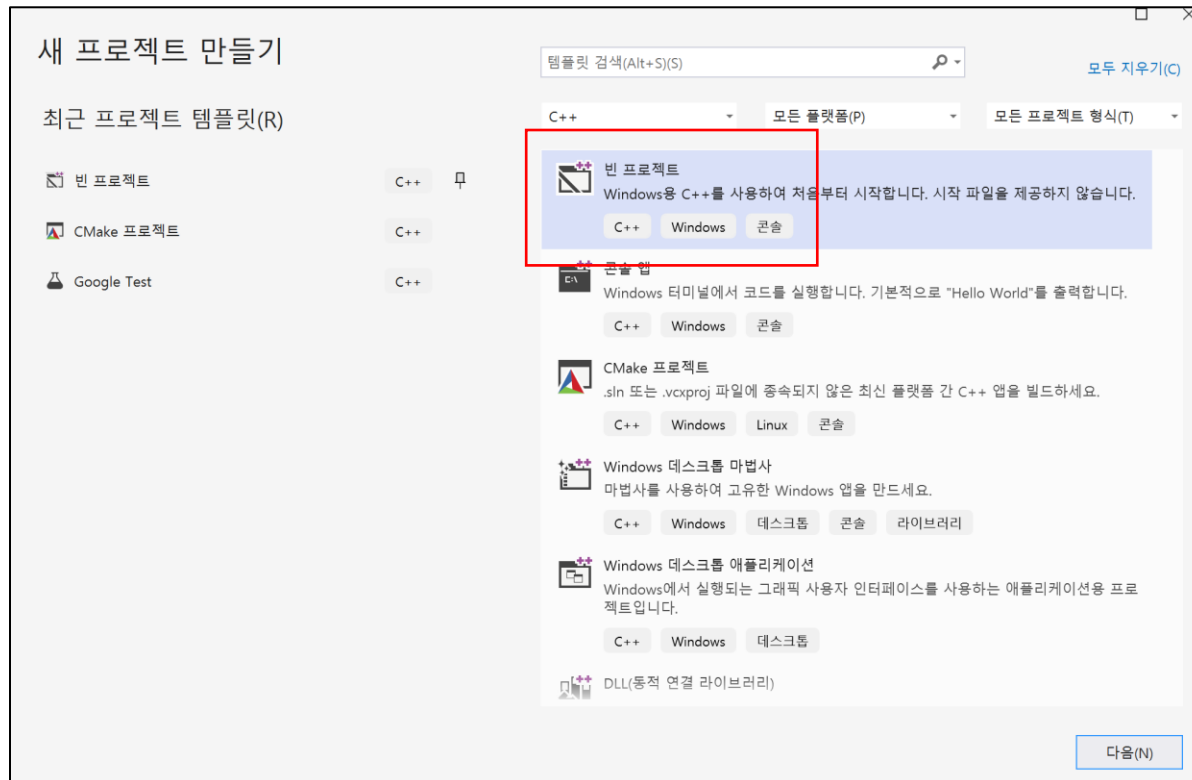 새 프로젝트 만들기
템플릿 검색(Alt+S)(S)
모두 지우기(C)
최근 프로젝트 템플릿(R)
C++
모든 플랫폼(P)
모든 프로젝트 형식(T)
빈 프로젝트 C++
CMake 프로젝트 C++
Google Test C++
빈 프로젝트
Windows용 C++를 사용하여 처음부터 시작합니다. 시작 파일을 제공하지 않습니다.
C++ Windows 콘솔
콘솔 앱
Windows 터미널에서 코드를 실행합니다. 기본적으로 "Hello World"를 출력합니다.
C++ Windows 콘솔
CMake 프로젝트
.sln 또는 .vcxproj 파일에 종속되지 않은 최신 플랫폼 간 C++ 앱을 빌드하세요.
C++ Windows Linux 콘솔
Windows 데스크톱 마법사
마법사를 사용하여 고유한 Windows 앱을 만드세요.
C++ Windows 데스크톱 콘솔 라이브러리
Windows 데스크톱 애플리케이션
Windows에서 실행되는 그래픽 사용자 인터페이스를 사용하는 애플리케이션용 프로
젝트입니다.
C++ Windows 데스크톱
DLL(동적 연결 라이브러리)
다음(N)